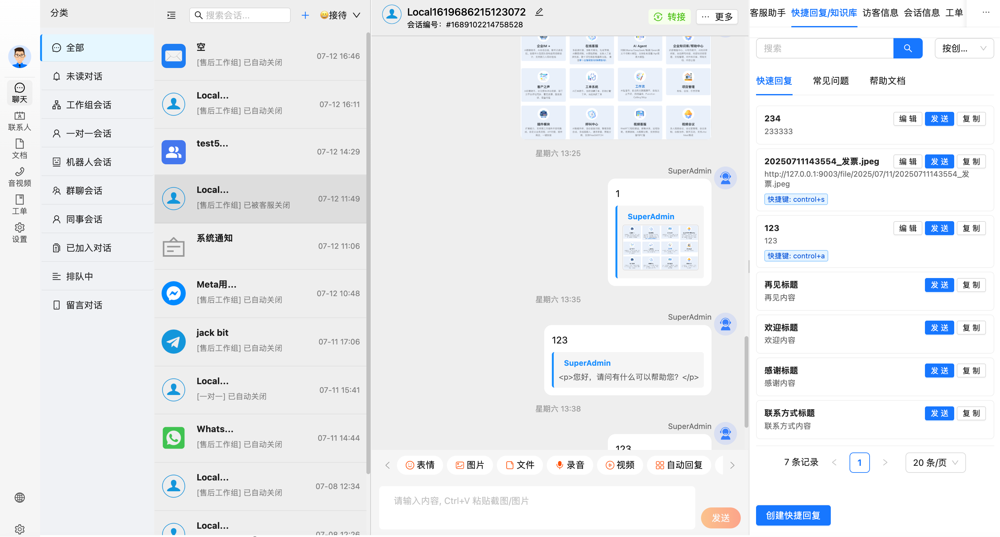 聊天
联系人
文档
音视频
工单
设置
分类
全部
未读对话
工作组会话
一对一会话
机器人会话
群聊会话
同事会话
已加入对话
排队中
留言对话
搜索会话...
😀接待
空
07-12 16:46
[售后工作组] 已自动关闭
Local...
07-12 16:11
[售后工作组] 已自动关闭
test5...
07-12 14:29
Local...
07-12 11:49
[售后工作组] 已被客服关闭
系统通知
07-12 11:06
Meta用...
07-12 10:48
[售后工作组] 已自动关闭
jack bit
07-11 17:06
[售后工作组] 已自动关闭
Local...
07-11 15:41
[一对一] 已自动关闭
Whats...
07-11 14:44
[售后工作组] 已自动关闭
Local...
07-08 12:34
[售后工作组] 已自动关闭
Local...
07-08 12:26
Local1619686215123072
会话编号：#1689102214758528
转接
··· 更多
企业IM +
在线客服
AI Agent
企业知识库/帮助中心
客户之声
工单系统
工作流
项目管理
插件模块
呼叫中心
视频客服
视频会议
星期六 13:25
SuperAdmin
1
SuperAdmin
星期六 13:35
SuperAdmin
123
SuperAdmin
<p>您好，请问有什么可以帮助您？</p>
星期六 13:38
SuperAdmin
123
表情
图片
文件
录音
视频
自动回复
请输入内容, Ctrl+V 粘贴截图/图片
发送
客服助手
快捷回复/知识库
访客信息
会话信息
工单
···
搜索
按创...
快速回复
常见问题
帮助文档
234
编 辑
发 送
复 制
233333
20250711143554_发票.jpeg
编 辑
发 送
复 制
http://127.0.0.1:9003/file/2025/07/11/20250711143554_发
票.jpeg
快捷键: control+s
123
编 辑
发 送
复 制
123
快捷键: control+a
再见标题
发 送
复 制
再见内容
欢迎标题
发 送
复 制
欢迎内容
感谢标题
发 送
复 制
感谢内容
联系方式标题
发 送
复 制
联系方式内容
7 条记录
1
20 条/页
创建快捷回复